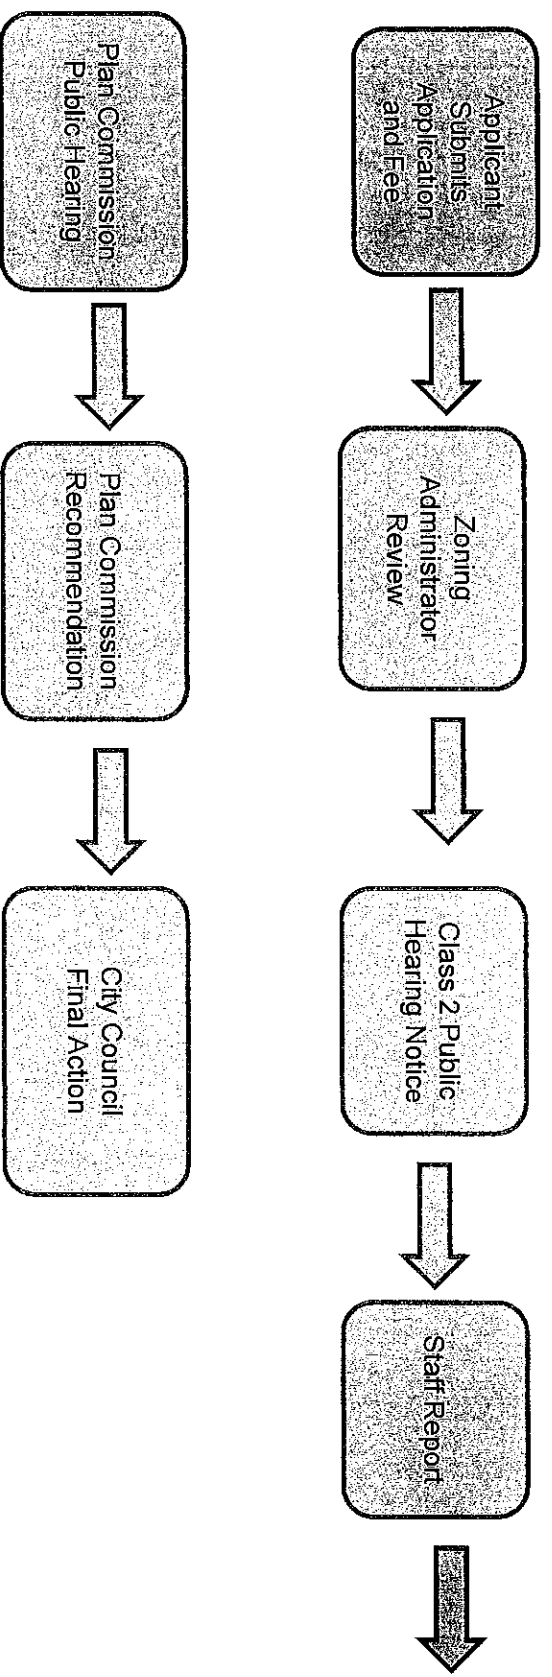 Applicant
Submits
Application
and Fee
Zoning
Administrator
Review
Class 2 Public
Hearing Notice
Staff Report
Plan Commission
Public Hearing
Plan Commission
Recommendation
City Council
Final Action